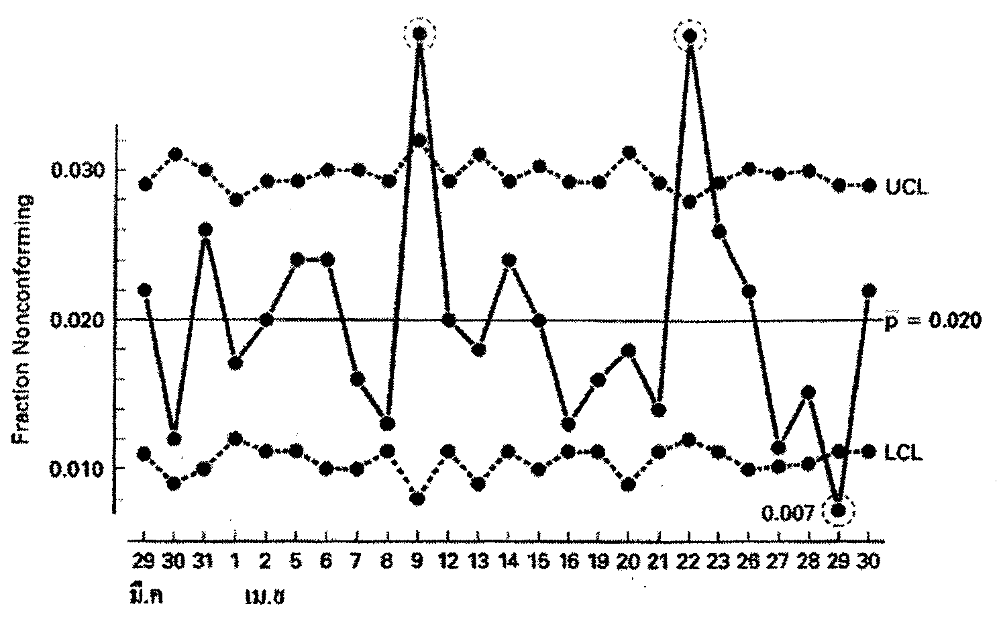 0.030
UCL
Fraction Nonconforming
0.020
p̄ = 0.020
0.010
LCL
0.007
29 30 31 1 2 5 6 7 8 9 12 13 14 15 16 19 20 21 22 23 26 27 28 29 30
มี.ค เม.ย